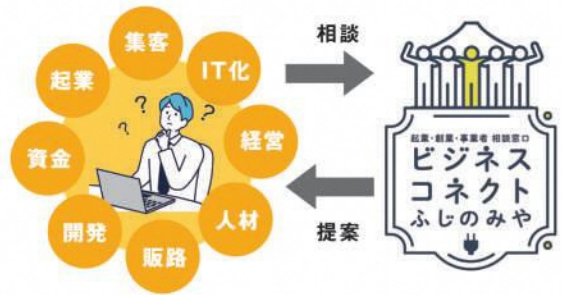 集客
IT化
起業
経営
資金
人材
開発
販路
?
?
?
相談
提案
起業・創業・事業者 相談窓口
ビジネス
コネクト
ふじのみや